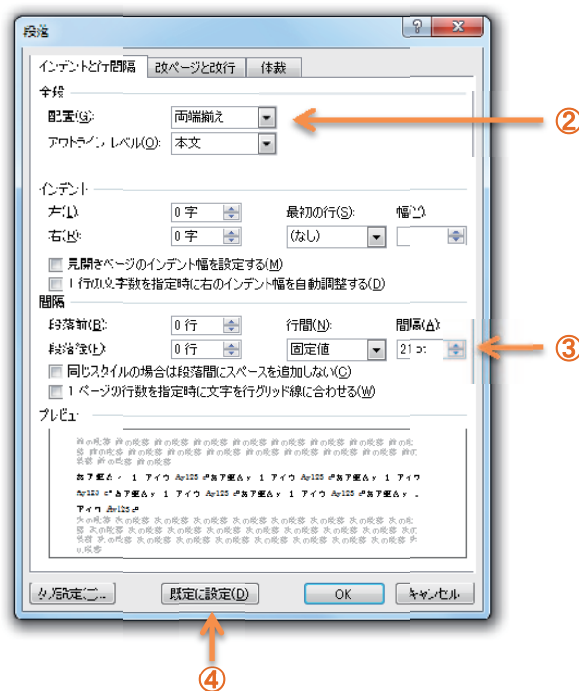 段落
インデントと行間隔 改ページと改行 体裁
全般
配置(G): 両端揃え ②
アウトライン レベル(O): 本文
インデント
左(L): 0 字 最初の行(S): 幅(Y):
右(R): 0 字 (なし)
見開きページのインデント幅を設定する(M)
1 行の文字数を指定時に右のインデント幅を自動調整する(D)
間隔
段落前(B): 0 行 行間(N): 間隔(A):
段落後(F): 0 行 固定値 21 pt ③
同じスタイルの場合は段落間にスペースを追加しない(C)
1 ページの行数を指定時に文字を行グリッド線に合わせる(W)
プレビュー
既定に設定(D) OK キャンセル
④